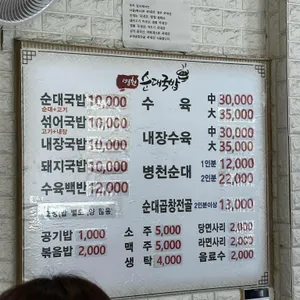 순대국밥
순대국밥 10,000
순대+고기
섞어국밥 10,000
고기+내장
내장국밥 10,000
돼지국밥 10,000
수육백반 12,000
공기밥 1,000
볶음밥 2,000
수육 中 30,000
大 35,000
내장수육 中 30,000
大 35,000
병천순대 1인분 12,000
2인분 22,000
순대곱창전골 2인분이상 13,000
소주 5,000
맥주 5,000
생탁 4,000
당면사리 2,000
라면사리 2,000
음료수 2,000